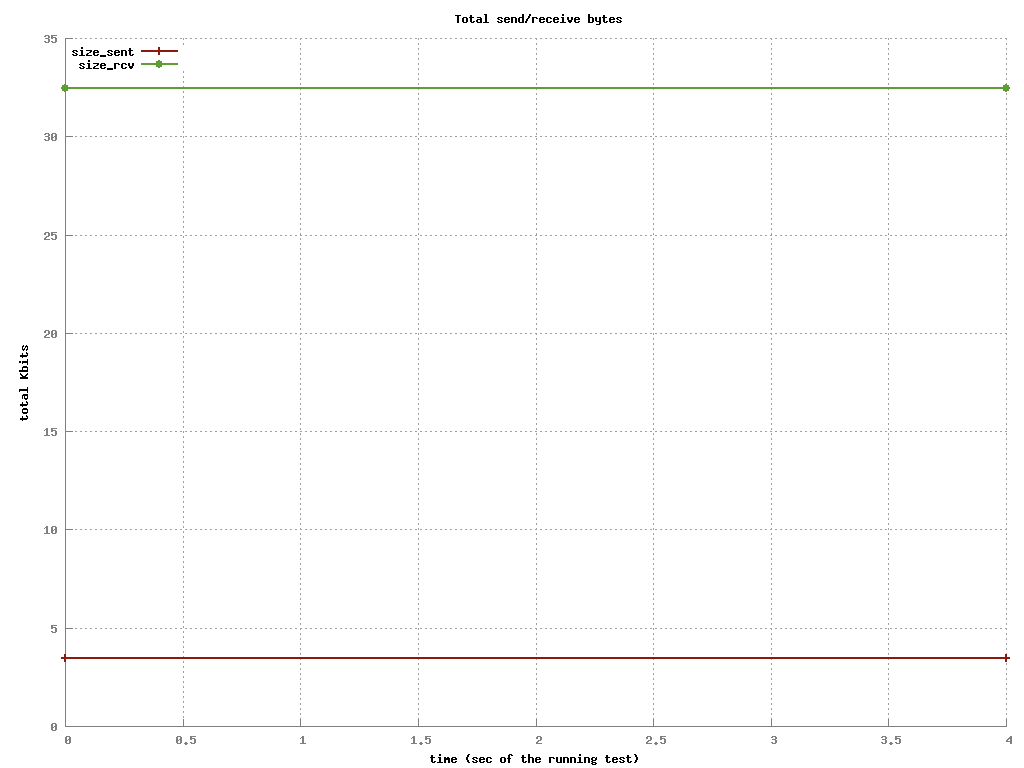 Total send/receive bytes
35
size_sent
size_rcv
30
25
20
total Kbits
15
10
5
0
0 0.5 1 1.5 2 2.5 3 3.5 4
time (sec of the running test)